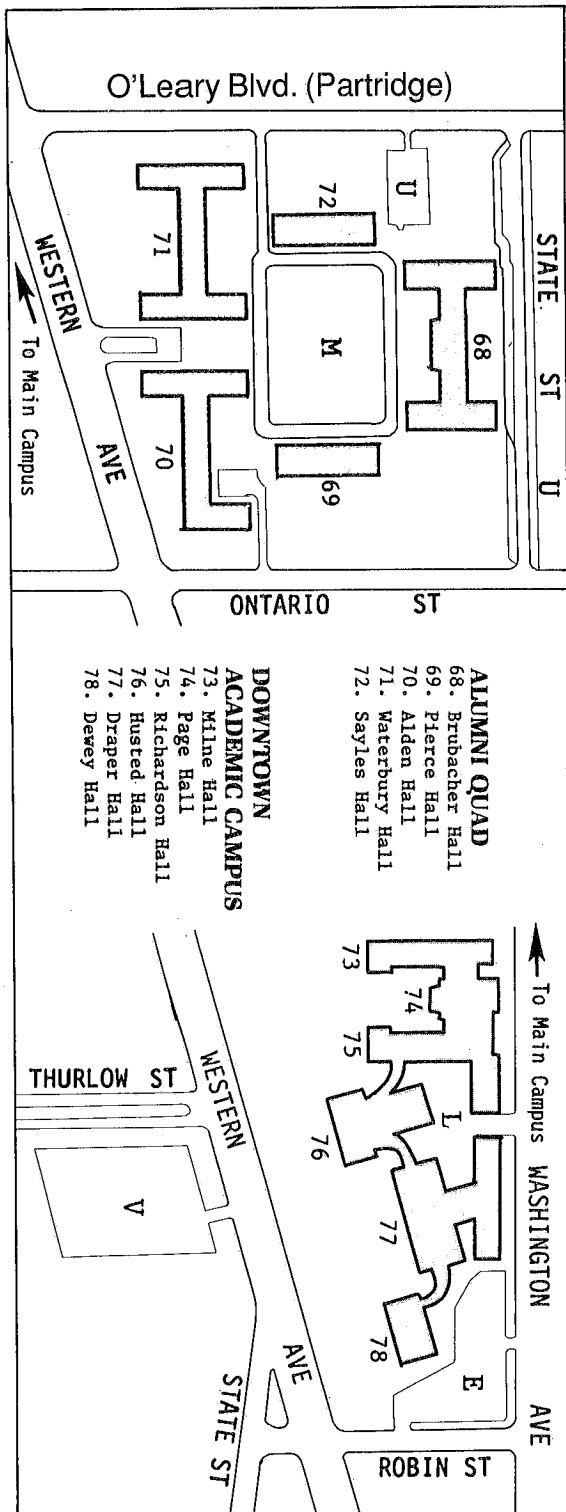 O'Leary Blvd. (Partridge)
STATE ST
U
U
72
68
71
M
WESTERN AVE
To Main Campus
70
69
ONTARIO ST
ALUMNI QUAD
68. Brubacher Hall
69. Pierce Hall
70. Alden Hall
71. Waterbury Hall
72. Sayles Hall
DOWNTOWN
ACADEMIC CAMPUS
73. Milne Hall
74. Page Hall
75. Richardson Hall
76. Husted Hall
77. Draper Hall
78. Dewey Hall
To Main Campus
WASHINGTON AVE
73
74
75
L
76
77
78
E
WESTERN AVE
THURLOW ST
V
STATE ST
ROBIN ST